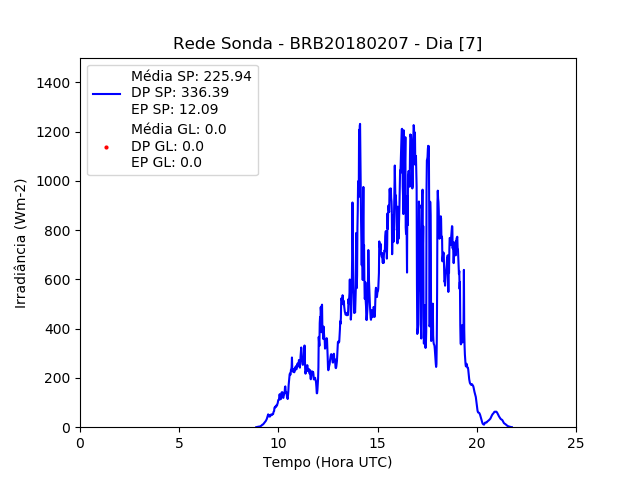 Rede Sonda - BRB20180207 - Dia [7]
Média SP: 225.94
DP SP: 336.39
EP SP: 12.09
Média GL: 0.0
DP GL: 0.0
EP GL: 0.0
Irradiância (Wm-2)
1400
1200
1000
800
600
400
200
0
0 5 10 15 20 25
Tempo (Hora UTC)